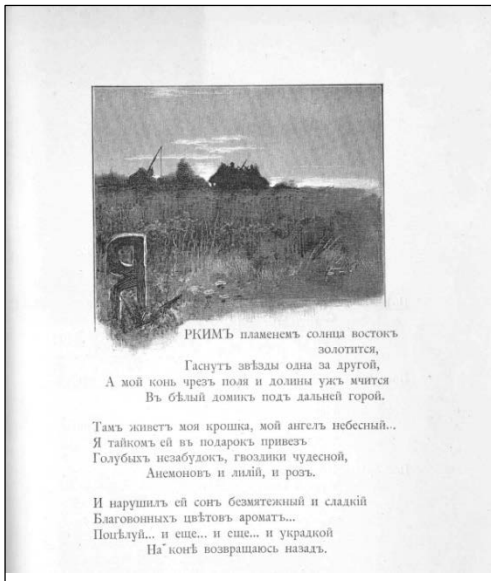 Я
РКИМЪ пламенемъ солнца востокъ
золотится,
Гаснутъ звѣзды одна за другой,
А мой конь чрезъ поля и долины ужъ мчится
Въ бѣлый домикъ подъ дальней горой.
Тамъ живетъ моя крошка, мой ангелъ небесный...
Я тайкомъ ей в подарокъ привезъ
Голубыхъ незабудокъ, гвоздики чудесной,
Анемоновъ и лилій, и розъ.
И нарушилъ ей сонъ безмятежный и сладкій
Благовонныхъ цвѣтовъ ароматъ...
Поцѣлуй... и еще... и еще... и украдкой
На конѣ возвращаюсь назадъ.